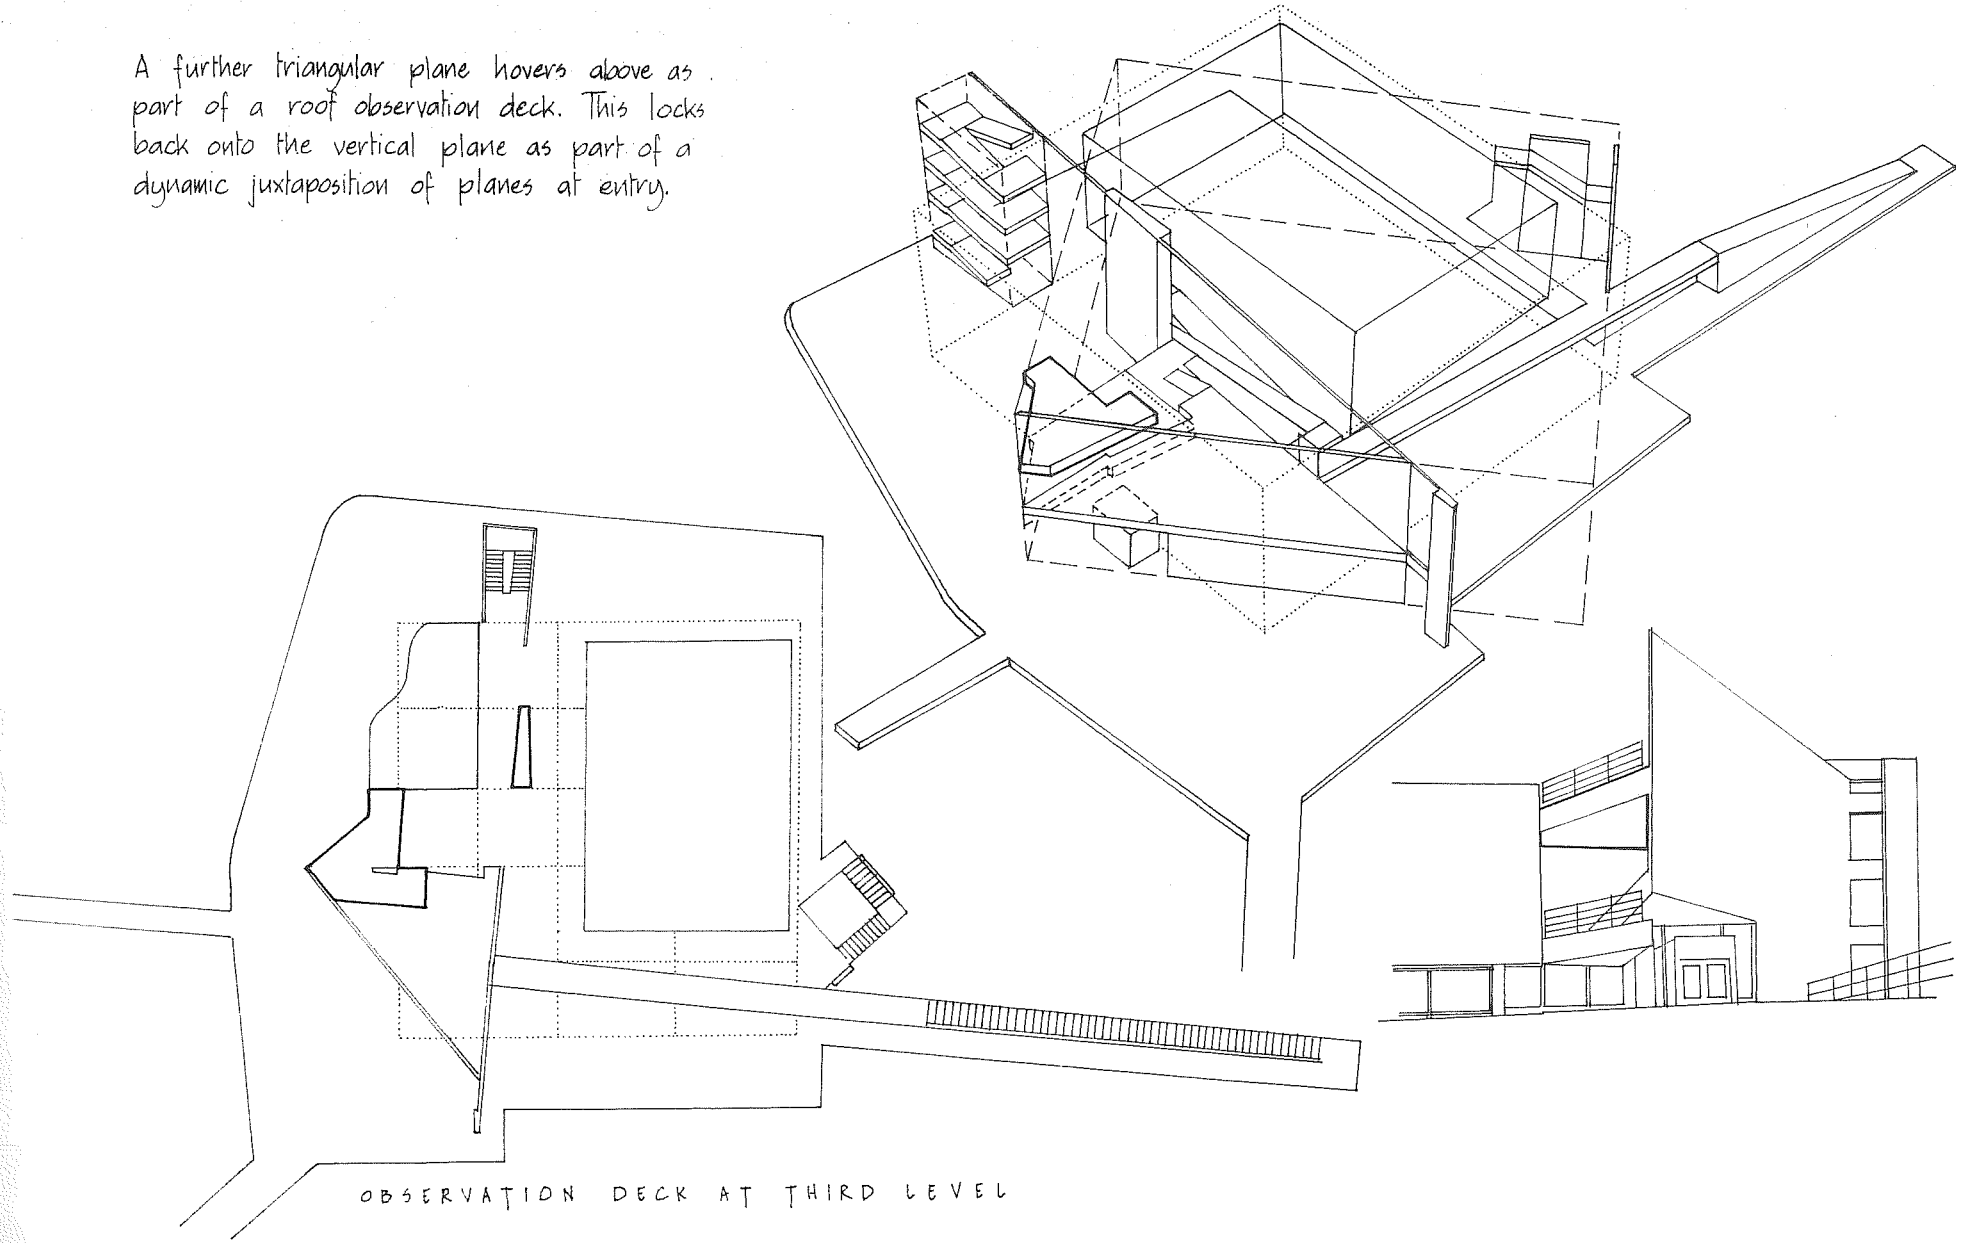 A further triangular plane hovers above as
part of a roof observation deck. This locks
back onto the vertical plane as part of a
dynamic juxtaposition of planes at entry.
OBSERVATION DECK AT THIRD LEVEL